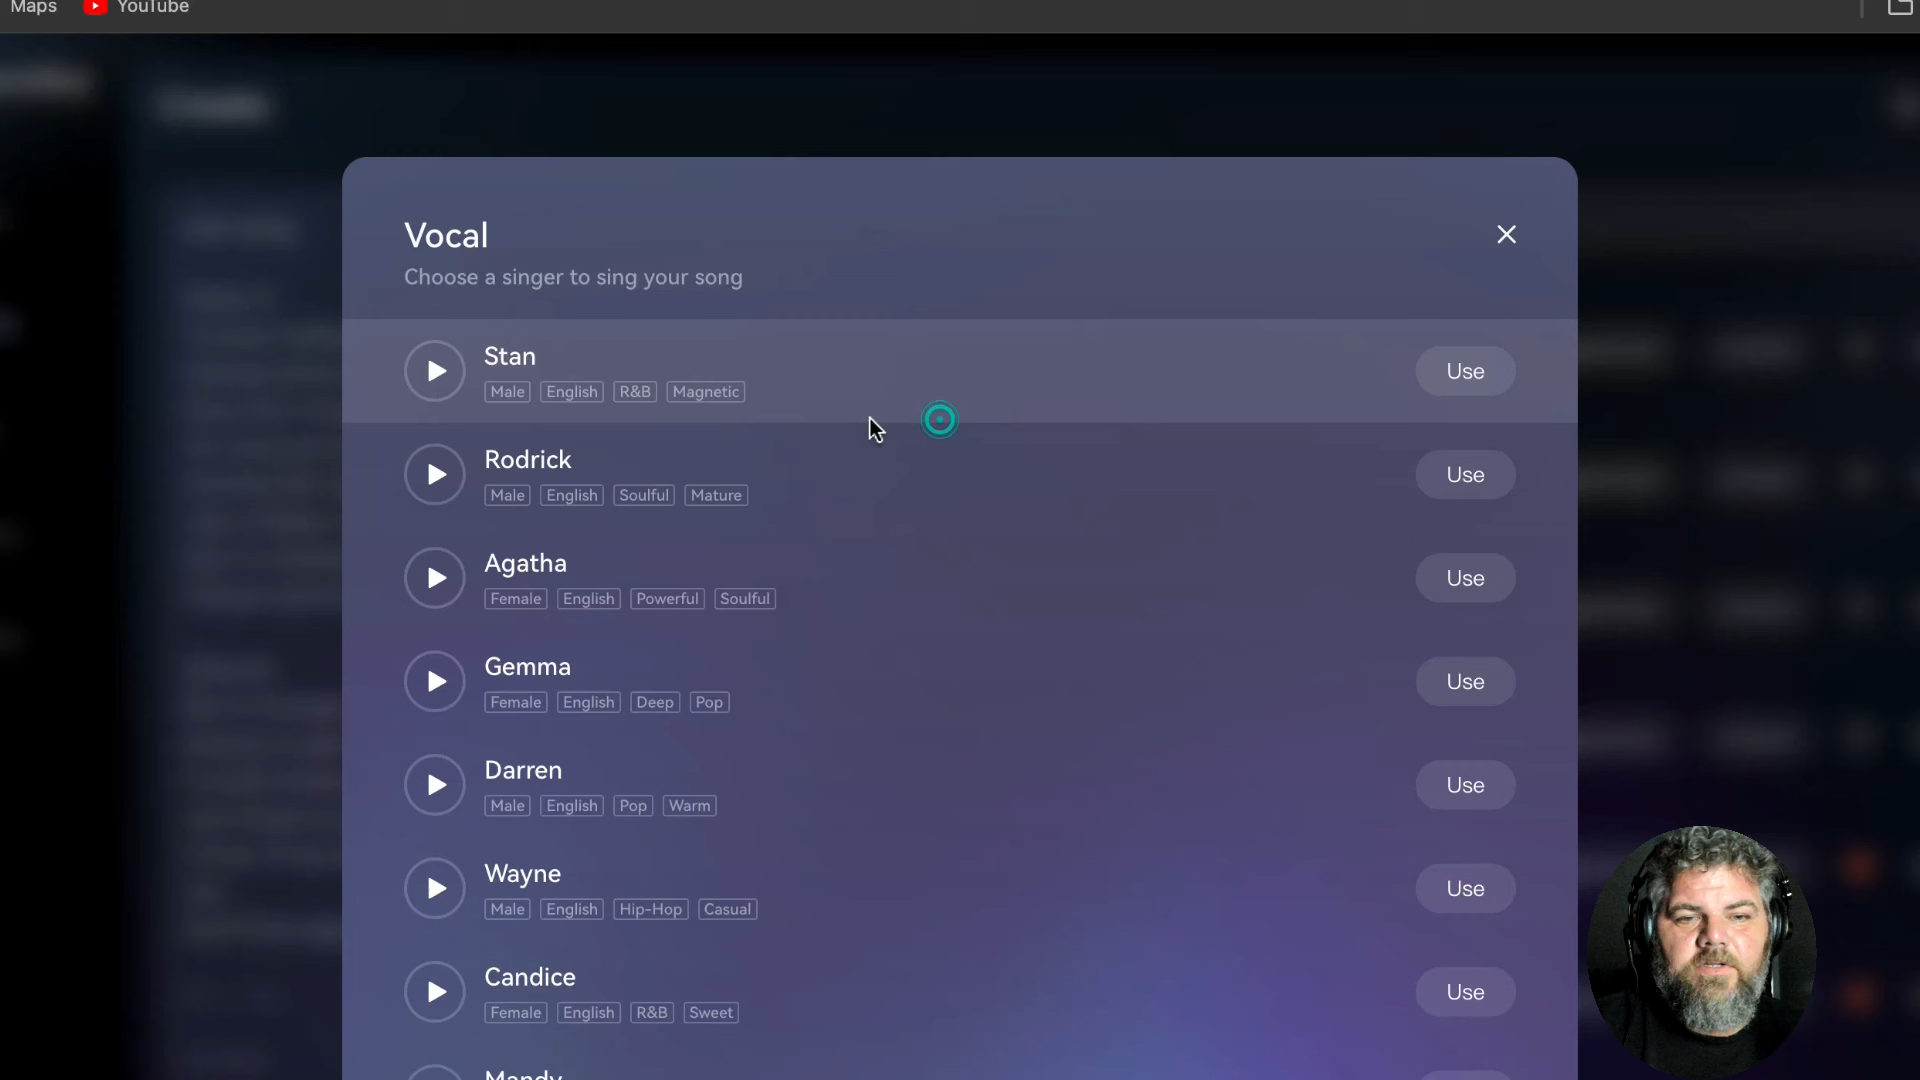 Maps YouTube
Vocal
Choose a singer to sing your song
Stan
Male English R&B Magnetic
Use
Rodrick
Male English Soulful Mature
Use
Agatha
Female English Powerful Soulful
Use
Gemma
Female English Deep Pop
Use
Darren
Male English Pop Warm
Use
Wayne
Male English Hip-Hop Casual
Use
Candice
Female English R&B Sweet
Use
Mandy